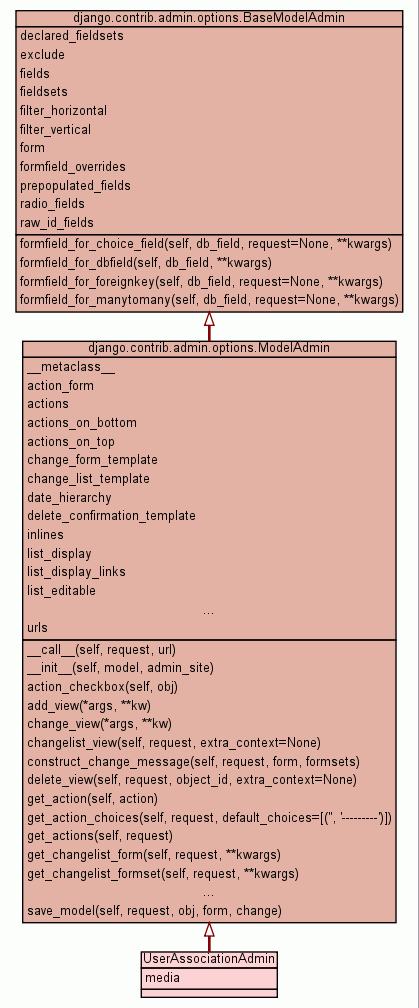 django.contrib.admin.options.BaseModelAdmin
declared_fieldsets
exclude
fields
fieldsets
filter_horizontal
filter_vertical
form
formfield_overrides
prepopulated_fields
radio_fields
raw_id_fields
formfield_for_choice_field(self, db_field, request=None, **kwargs)
formfield_for_dbfield(self, db_field, **kwargs)
formfield_for_foreignkey(self, db_field, request=None, **kwargs)
formfield_for_manytomany(self, db_field, request=None, **kwargs)
django.contrib.admin.options.ModelAdmin
__metaclass__
action_form
actions
actions_on_bottom
actions_on_top
change_form_template
change_list_template
date_hierarchy
delete_confirmation_template
inlines
list_display
list_display_links
list_editable
...
urls
__call__(self, request, url)
__init__(self, model, admin_site)
action_checkbox(self, obj)
add_view(*args, **kw)
change_view(*args, **kw)
changelist_view(self, request, extra_context=None)
construct_change_message(self, request, form, formsets)
delete_view(self, request, object_id, extra_context=None)
get_action(self, action)
get_action_choices(self, request, default_choices=[('', '---------')])
get_actions(self, request)
get_changelist_form(self, request, **kwargs)
get_changelist_formset(self, request, **kwargs)
...
save_model(self, request, obj, form, change)
UserAssociationAdmin
media